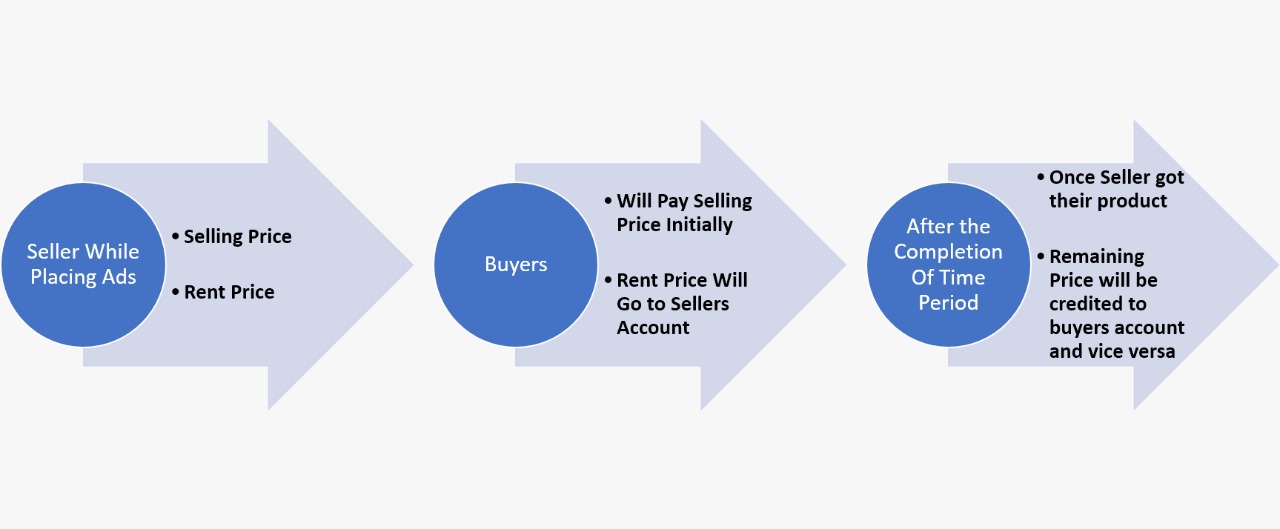 Seller While
Placing Ads
• Selling Price
• Rent Price
Buyers
• Will Pay Selling
Price Initially
• Rent Price Will
Go to Sellers
Account
After the
Completion
Of Time
Period
• Once Seller got
their product
• Remaining
Price will be
credited to
buyers account
and vice versa